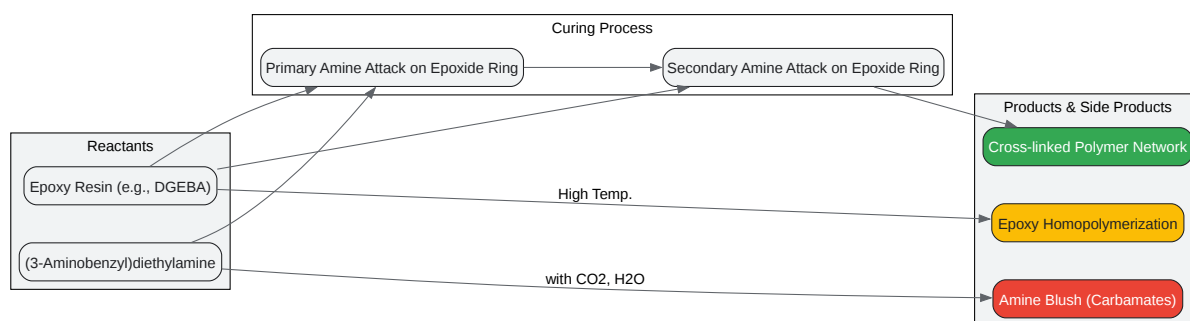 Curing Process
Primary Amine Attack on Epoxide Ring
Secondary Amine Attack on Epoxide Ring
Reactants
Epoxy Resin (e.g., DGEBA)
(3-Aminobenzyl)diethylamine
High Temp.
with CO2, H2O
Products & Side Products
Cross-linked Polymer Network
Epoxy Homopolymerization
Amine Blush (Carbamates)